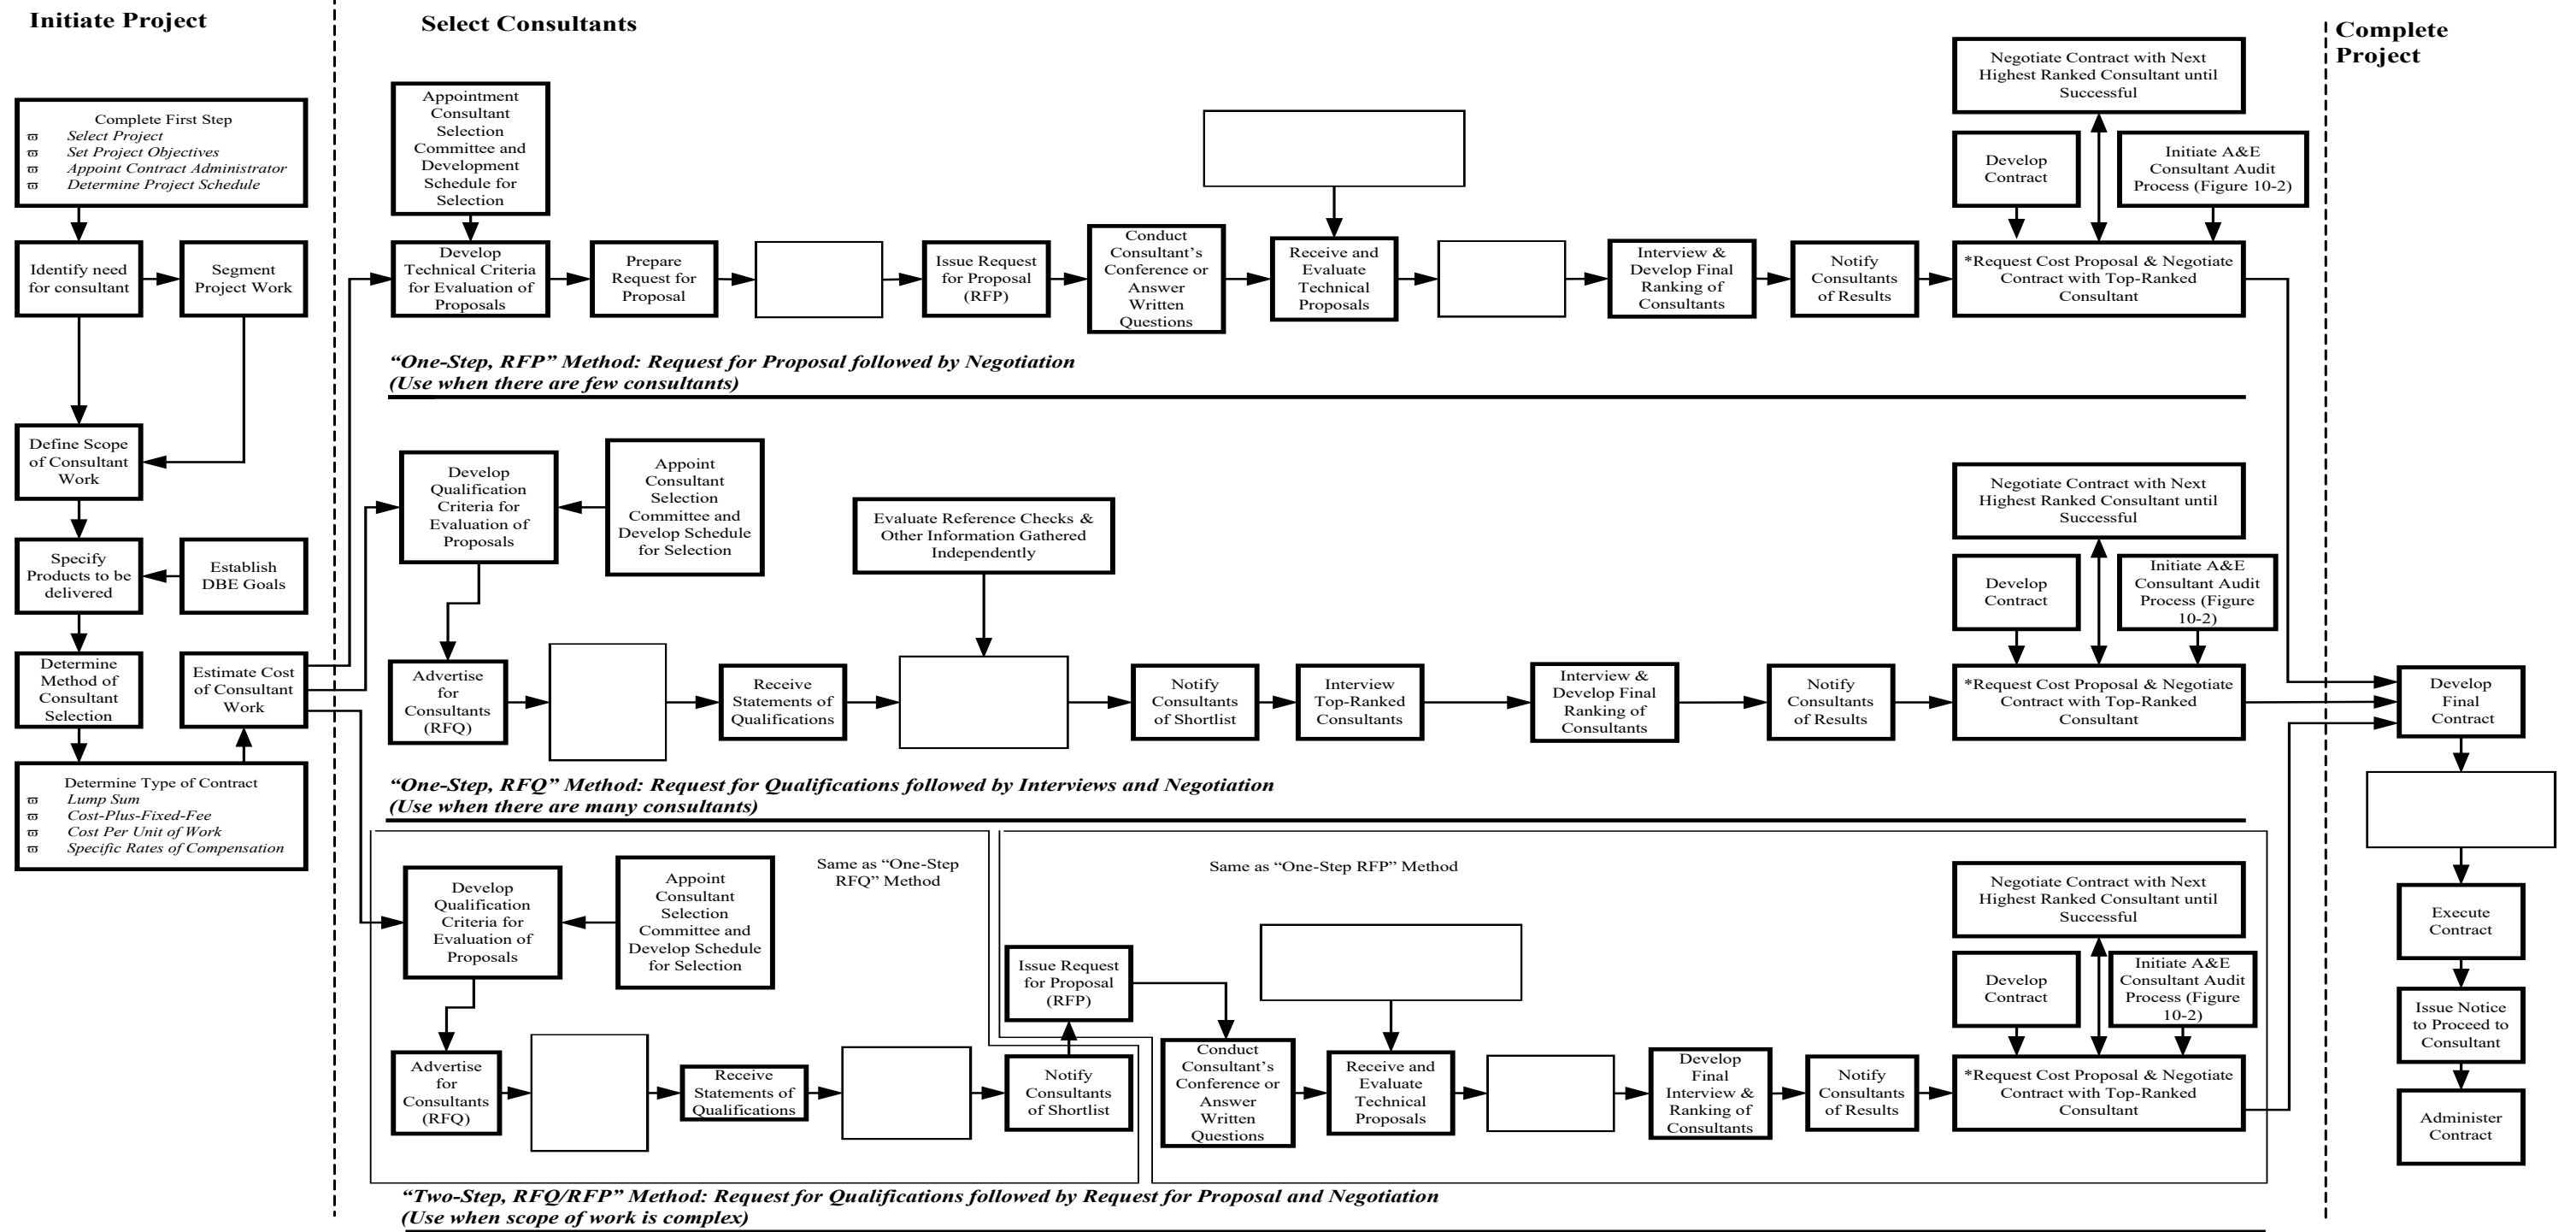 Initiate Project
Select Consultants
Complete
Project
Complete First Step
ϖ Select Project
ϖ Set Project Objectives
ϖ Appoint Contract Administrator
ϖ Determine Project Schedule
Identify need
for consultant
Segment
Project Work
Define Scope
of Consultant
Work
Specify
Products to be
delivered
Establish
DBE Goals
Determine
Method of
Consultant
Selection
Estimate Cost
of Consultant
Work
Determine Type of Contract
ϖ Lump Sum
ϖ Cost-Plus-Fixed-Fee
ϖ Cost Per Unit of Work
ϖ Specific Rates of Compensation
Appointment
Consultant
Selection
Committee and
Development
Schedule for
Selection
Develop
Technical Criteria
for Evaluation of
Proposals
Prepare
Request for
Proposal
Issue Request
for Proposal
(RFP)
Conduct
Consultant’s
Conference or
Answer
Written
Questions
Receive and
Evaluate
Technical
Proposals
Interview &
Develop Final
Ranking of
Consultants
Notify
Consultants
of Results
Negotiate Contract with Next
Highest Ranked Consultant until
Successful
Develop
Contract
Initiate A&E
Consultant Audit
Process (Figure 10-2)
*Request Cost Proposal & Negotiate
Contract with Top-Ranked
Consultant
“One-Step, RFP” Method: Request for Proposal followed by Negotiation
(Use when there are few consultants)
Develop
Qualification
Criteria for
Evaluation of
Proposals
Appoint
Consultant
Selection
Committee and
Develop Schedule
for Selection
Evaluate Reference Checks &
Other Information Gathered
Independently
Advertise
for
Consultants
(RFQ)
Receive
Statements of
Qualifications
Notify
Consultants
of Shortlist
Interview
Top-Ranked
Consultants
Interview &
Develop Final
Ranking of
Consultants
Notify
Consultants
of Results
Negotiate Contract with Next
Highest Ranked Consultant until
Successful
Develop
Contract
Initiate A&E
Consultant Audit
Process (Figure
10-2)
*Request Cost Proposal & Negotiate
Contract with Top-Ranked
Consultant
“One-Step, RFQ” Method: Request for Qualifications followed by Interviews and Negotiation
(Use when there are many consultants)
Same as “One-Step
RFQ” Method
Develop
Qualification
Criteria for
Evaluation of
Proposals
Appoint
Consultant
Selection
Committee and
Develop Schedule
for Selection
Advertise
for
Consultants
(RFQ)
Receive
Statements of
Qualifications
Notify
Consultants
of Shortlist
Same as “One-Step RFP” Method
Issue Request
for Proposal
(RFP)
Conduct
Consultant’s
Conference or
Answer
Written
Questions
Receive and
Evaluate
Technical
Proposals
Develop
Final
Interview &
Ranking of
Consultants
Notify
Consultants
of Results
Negotiate Contract with Next
Highest Ranked Consultant until
Successful
Develop
Contract
Initiate A&E
Consultant Audit
Process (Figure
10-2)
*Request Cost Proposal & Negotiate
Contract with Top-Ranked
Consultant
“Two-Step, RFQ/RFP” Method: Request for Qualifications followed by Request for Proposal and Negotiation
(Use when scope of work is complex)
Develop
Final
Contract
Execute
Contract
Issue Notice
to Proceed to
Consultant
Administer
Contract